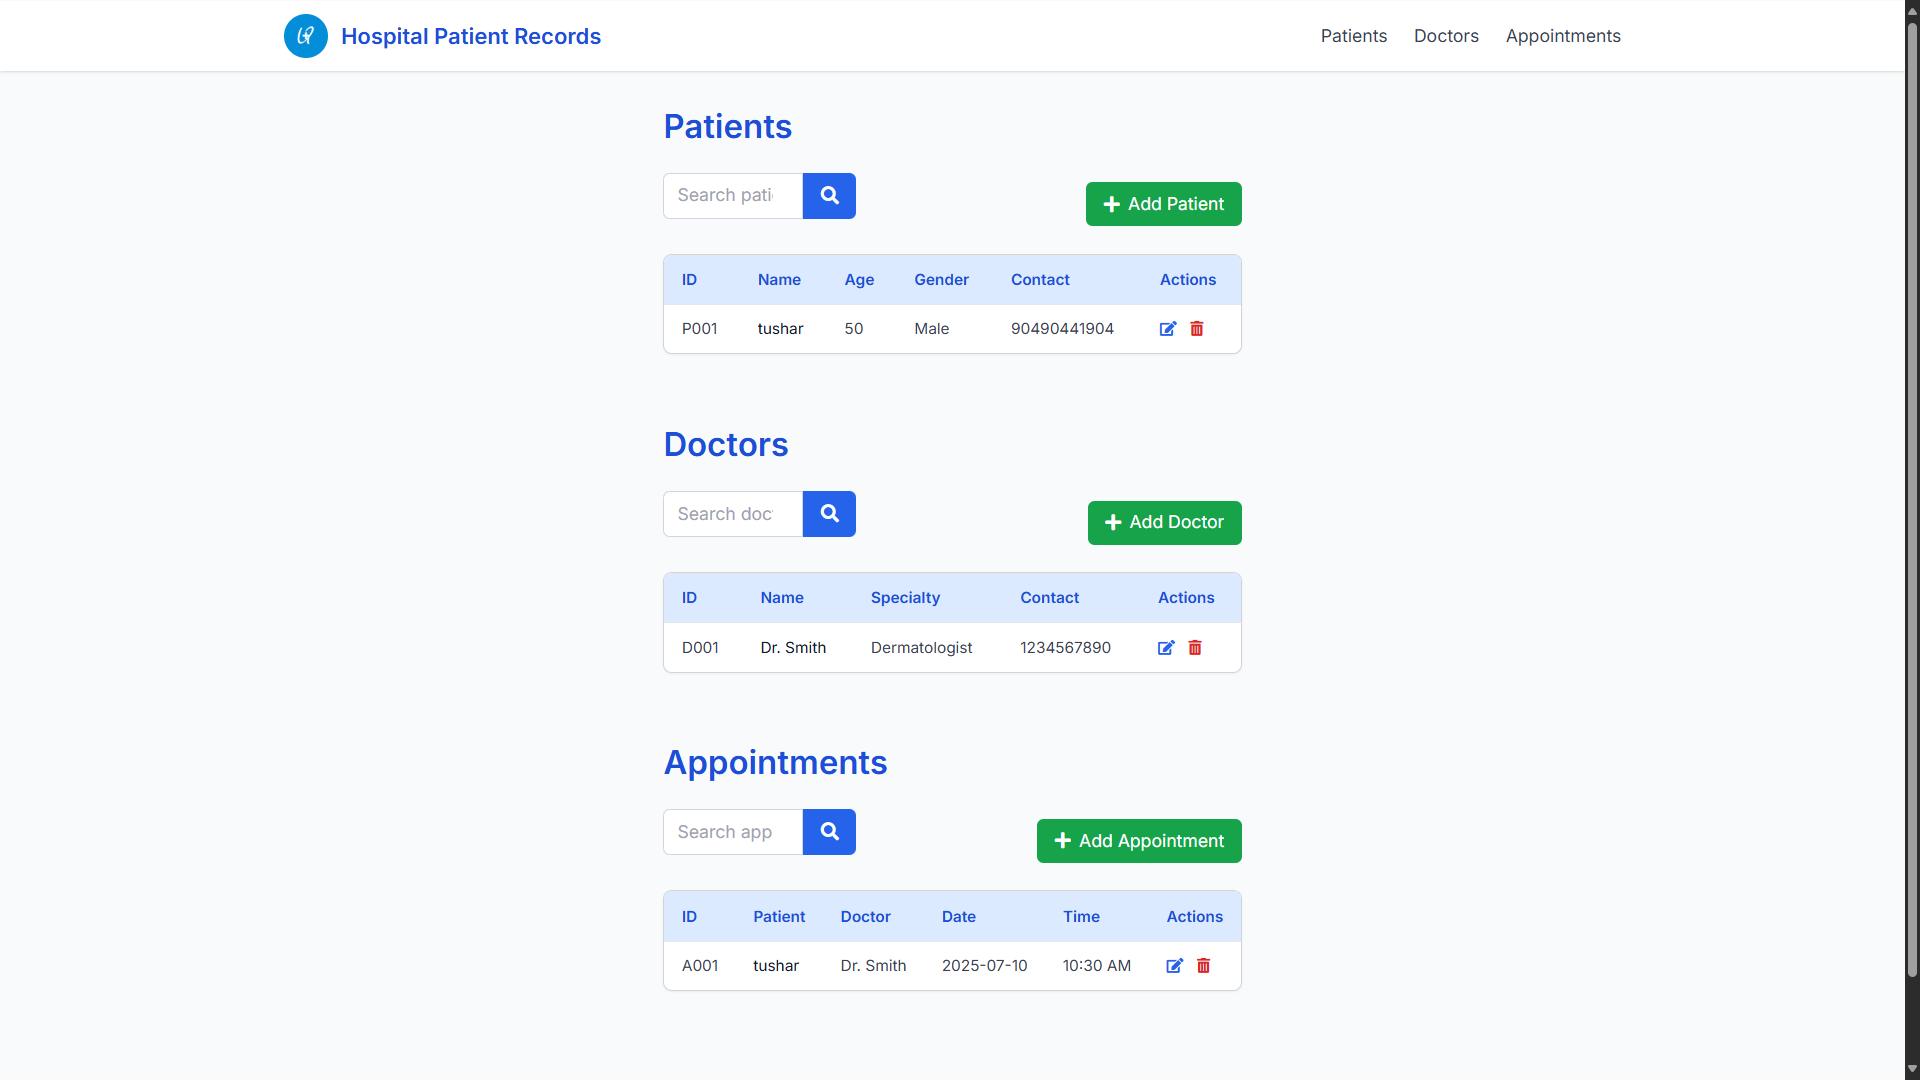 Hospital Patient Records
Patients Doctors Appointments
Patients
Search pati
Add Patient
ID Name Age Gender Contact Actions
P001 tushar 50 Male 90490441904
Doctors
Search doc
Add Doctor
ID Name Specialty Contact Actions
D001 Dr. Smith Dermatologist 1234567890
Appointments
Search app
Add Appointment
ID Patient Doctor Date Time Actions
A001 tushar Dr. Smith 2025-07-10 10:30 AM